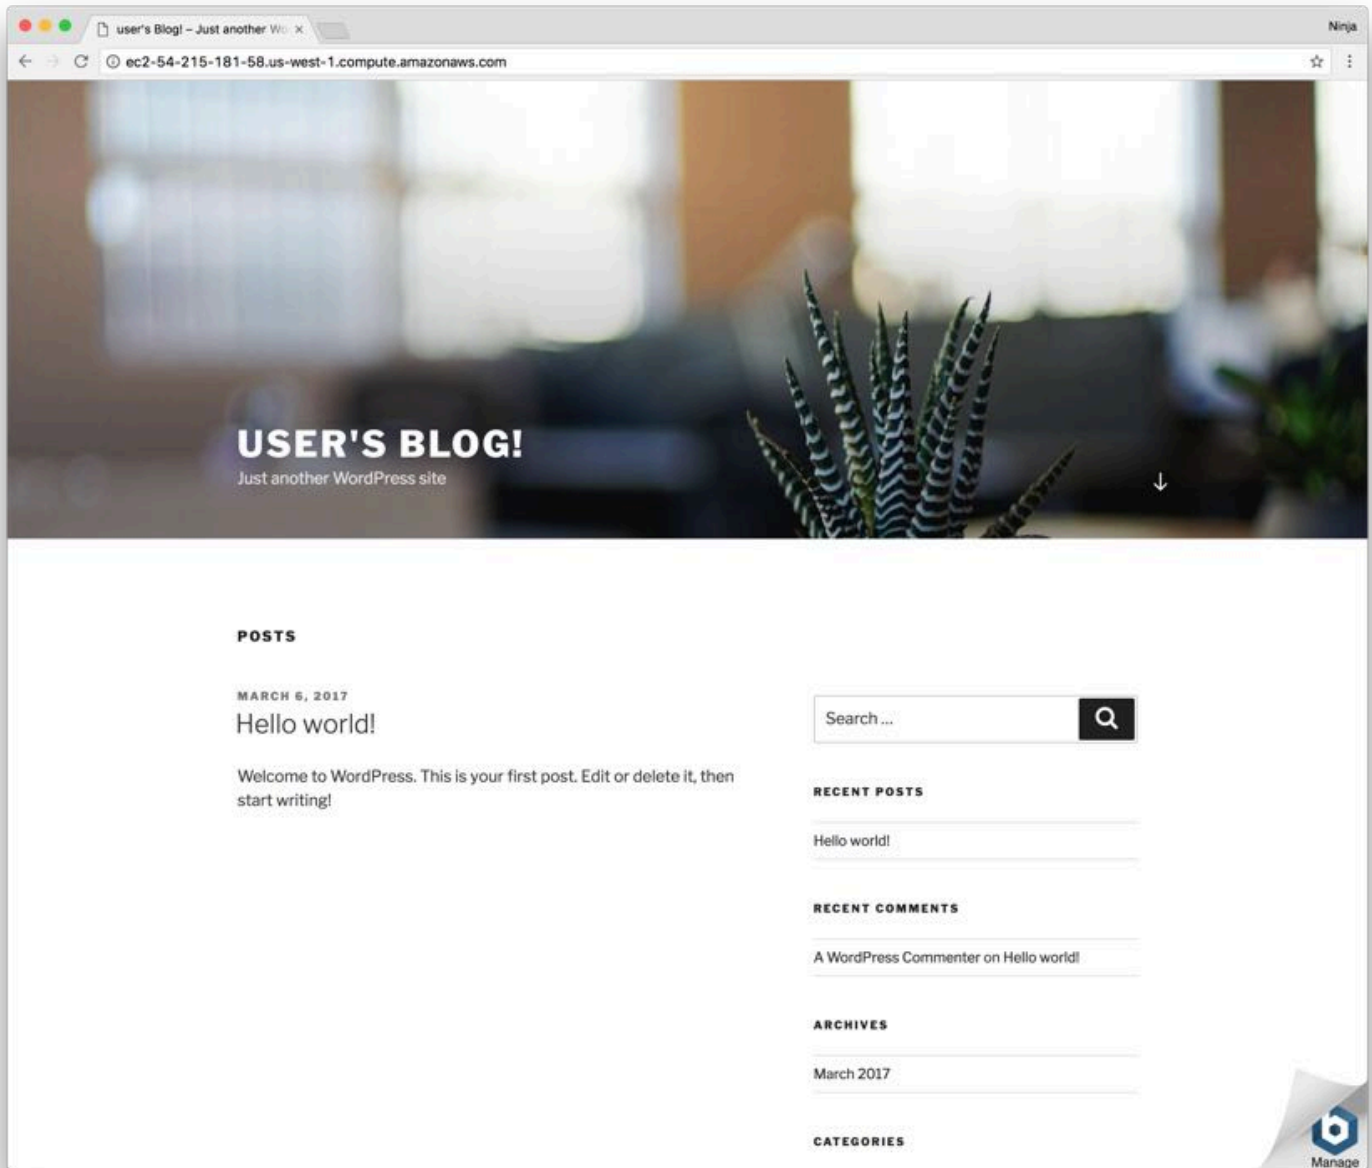 user's Blog! – Just another Wo
Ninja
ec2-54-215-181-58.us-west-1.compute.amazonaws.com
USER'S BLOG!
Just another WordPress site
POSTS
MARCH 6, 2017
Hello world!
Welcome to WordPress. This is your first post. Edit or delete it, then
start writing!
Search ...
RECENT POSTS
Hello world!
RECENT COMMENTS
A WordPress Commenter on Hello world!
ARCHIVES
March 2017
CATEGORIES
b
Manage